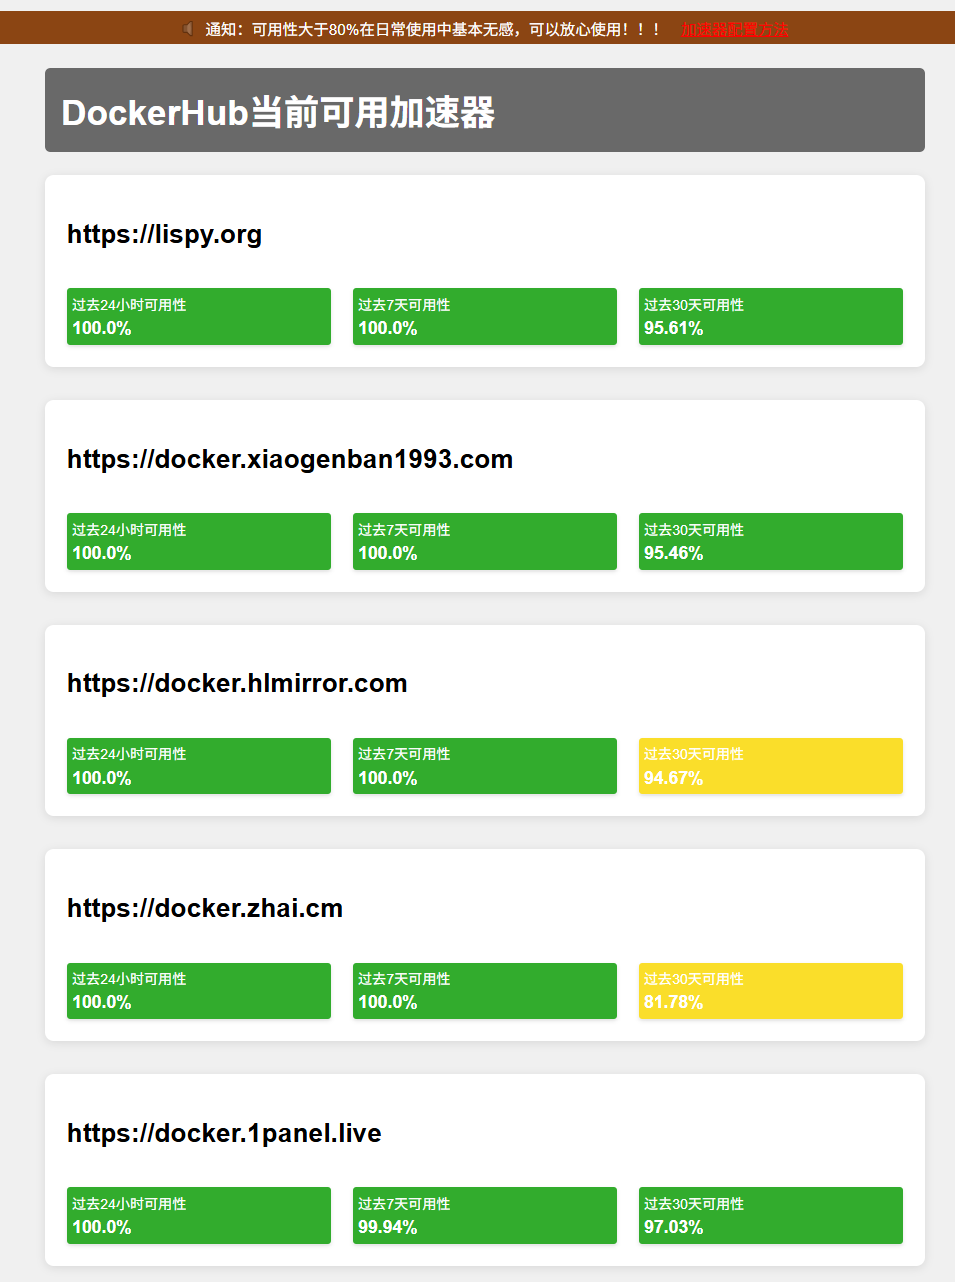 通知：可用性大于80%在日常使用中基本无感，可以放心使用！！！ 加速器配置方法
DockerHub当前可用加速器
https://lispy.org
过去24小时可用性 过去7天可用性 过去30天可用性
100.0% 100.0% 95.61%
https://docker.xiaogenban1993.com
过去24小时可用性 过去7天可用性 过去30天可用性
100.0% 100.0% 95.46%
https://docker.hlmirror.com
过去24小时可用性 过去7天可用性 过去30天可用性
100.0% 100.0% 94.67%
https://docker.zhai.cm
过去24小时可用性 过去7天可用性 过去30天可用性
100.0% 100.0% 81.78%
https://docker.1panel.live
过去24小时可用性 过去7天可用性 过去30天可用性
100.0% 99.94% 97.03%